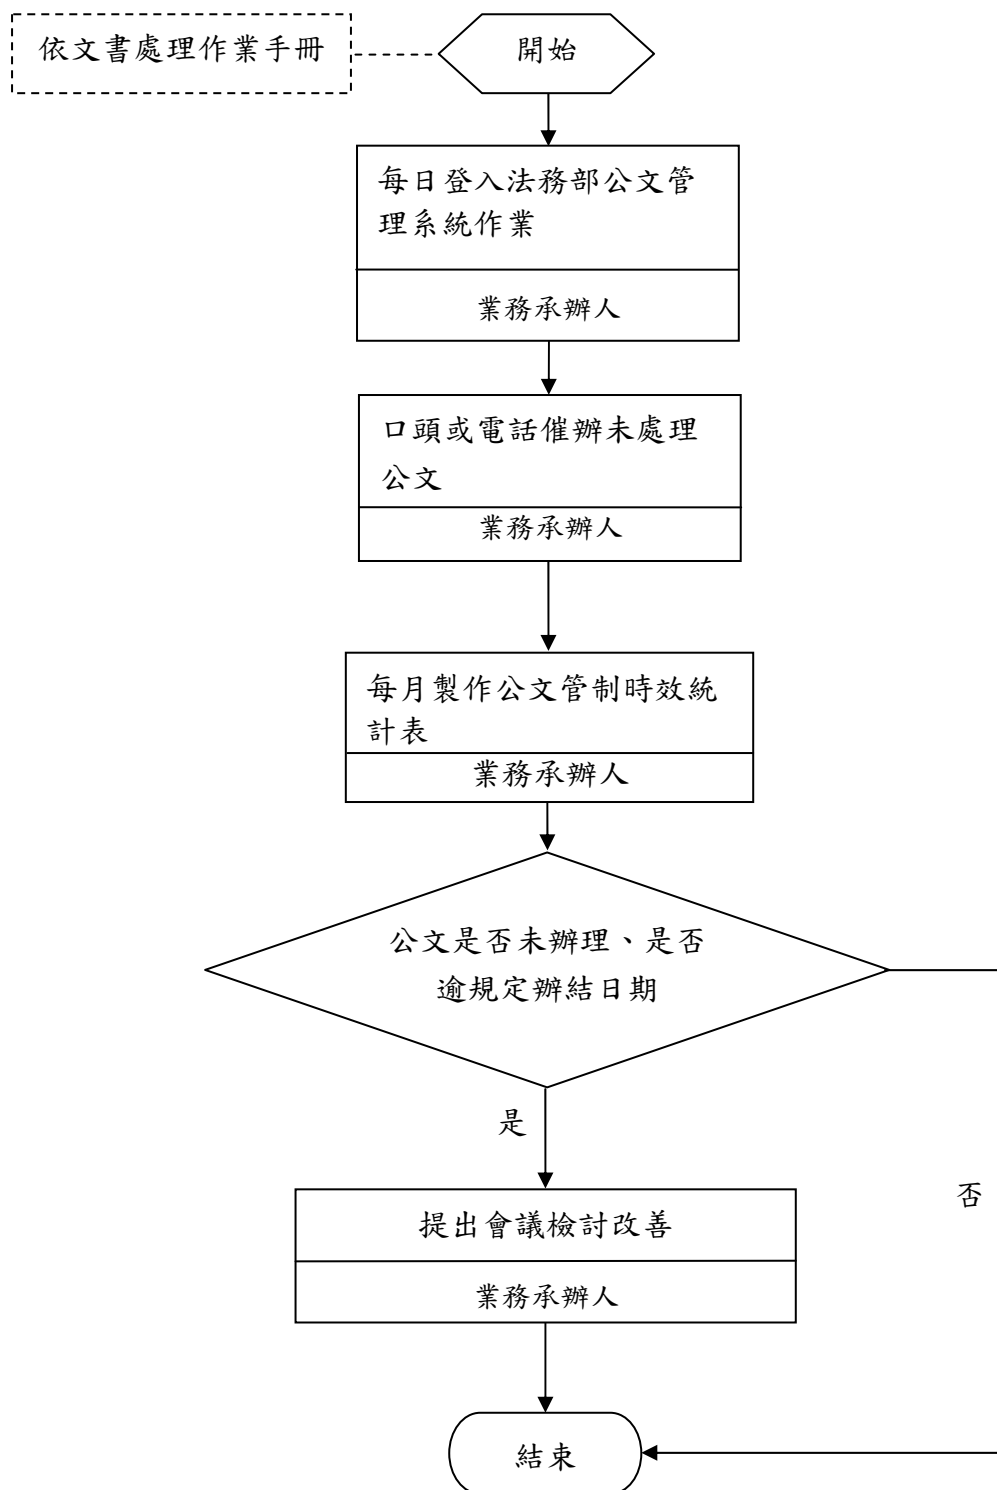 依文書處理作業手冊
開始
每日登入法務部公文管
理系統作業
業務承辦人
口頭或電話催辦未處理
公文
業務承辦人
每月製作公文管制時效統
計表
業務承辦人
公文是否未辦理、是否
逾規定辦結日期
是
否
提出會議檢討改善
業務承辦人
結束